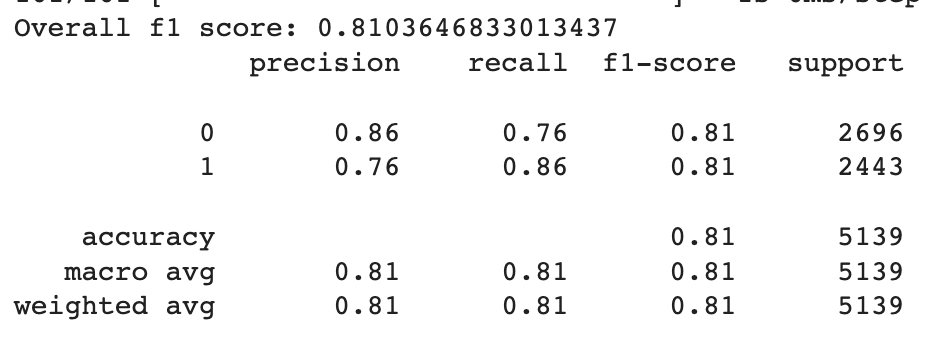 Overall f1 score: 0.8103646833013437
precision recall f1-score support
0 0.86 0.76 0.81 2696
1 0.76 0.86 0.81 2443
accuracy 0.81 5139
macro avg 0.81 0.81 0.81 5139
weighted avg 0.81 0.81 0.81 5139